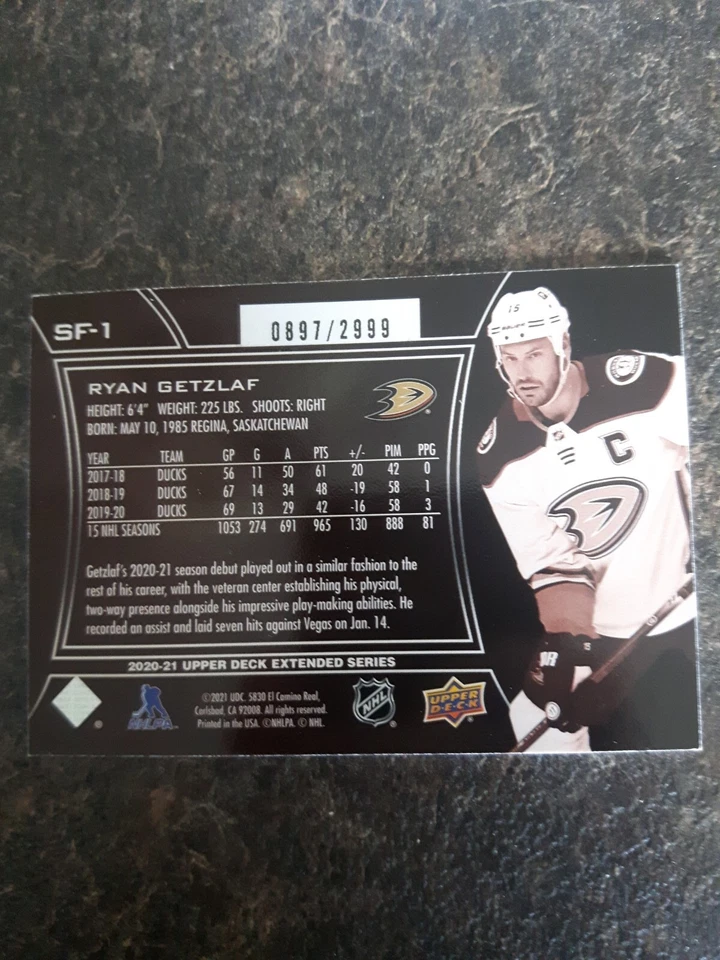 SF-1
0897/2999
15
RYAN GETZLAF
HEIGHT: 6'4" WEIGHT: 225 LBS. SHOOTS: RIGHT
BORN: MAY 10, 1985 REGINA, SASKATCHEWAN
YEAR TEAM GP G A PTS +/- PIM PPG
2017-18 DUCKS 56 11 50 61 20 42 0
2018-19 DUCKS 67 14 34 48 -19 58 1
2019-20 DUCKS 69 13 29 42 -16 58 3
15 NHL SEASONS 1053 274 691 965 130 888 81
C
Getzlaf's 2020-21 season debut played out in a similar fashion to the
rest of his career, with the veteran center establishing his physical,
two-way presence alongside his impressive play-making abilities. He
recorded an assist and laid seven hits against Vegas on Jan. 14.
2020-21 UPPER DECK EXTENDED SERIES
NHLPA
©2021 UDC. 5830 El Camino Real,
Carlsbad, CA 92008. All rights reserved.
Printed in the USA. ©NHLPA. © NHL.
NHL
UPPER
DECK